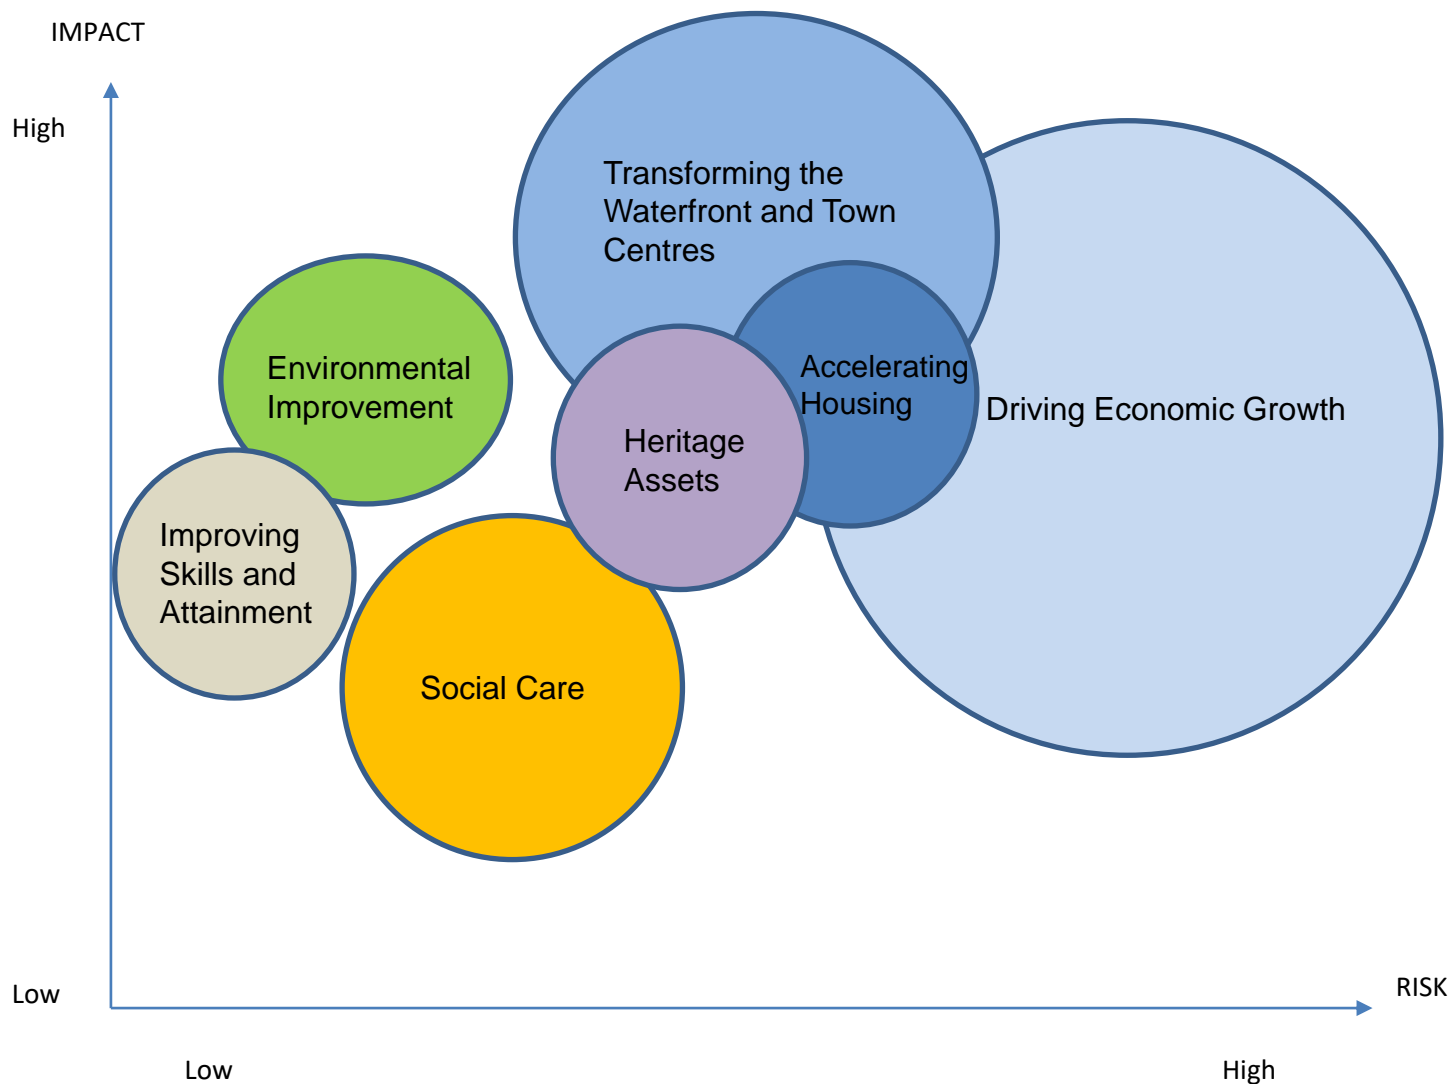 IMPACT
High
Transforming the
Waterfront and Town
Centres
Environmental
Improvement
Accelerating
Housing
Driving Economic Growth
Heritage
Assets
Improving
Skills and
Attainment
Social Care
Low
RISK
Low
High